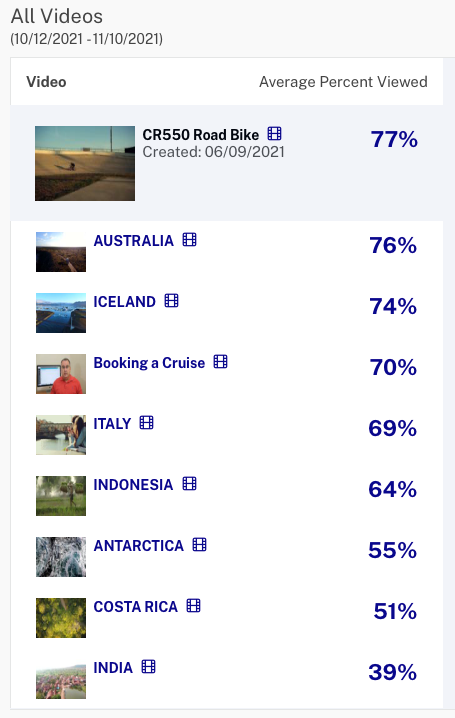 All Videos
(10/12/2021 - 11/10/2021)
Video Average Percent Viewed
CR550 Road Bike 77%
Created: 06/09/2021
AUSTRALIA 76%
ICELAND 74%
Booking a Cruise 70%
ITALY 69%
INDONESIA 64%
ANTARCTICA 55%
COSTA RICA 51%
INDIA 39%